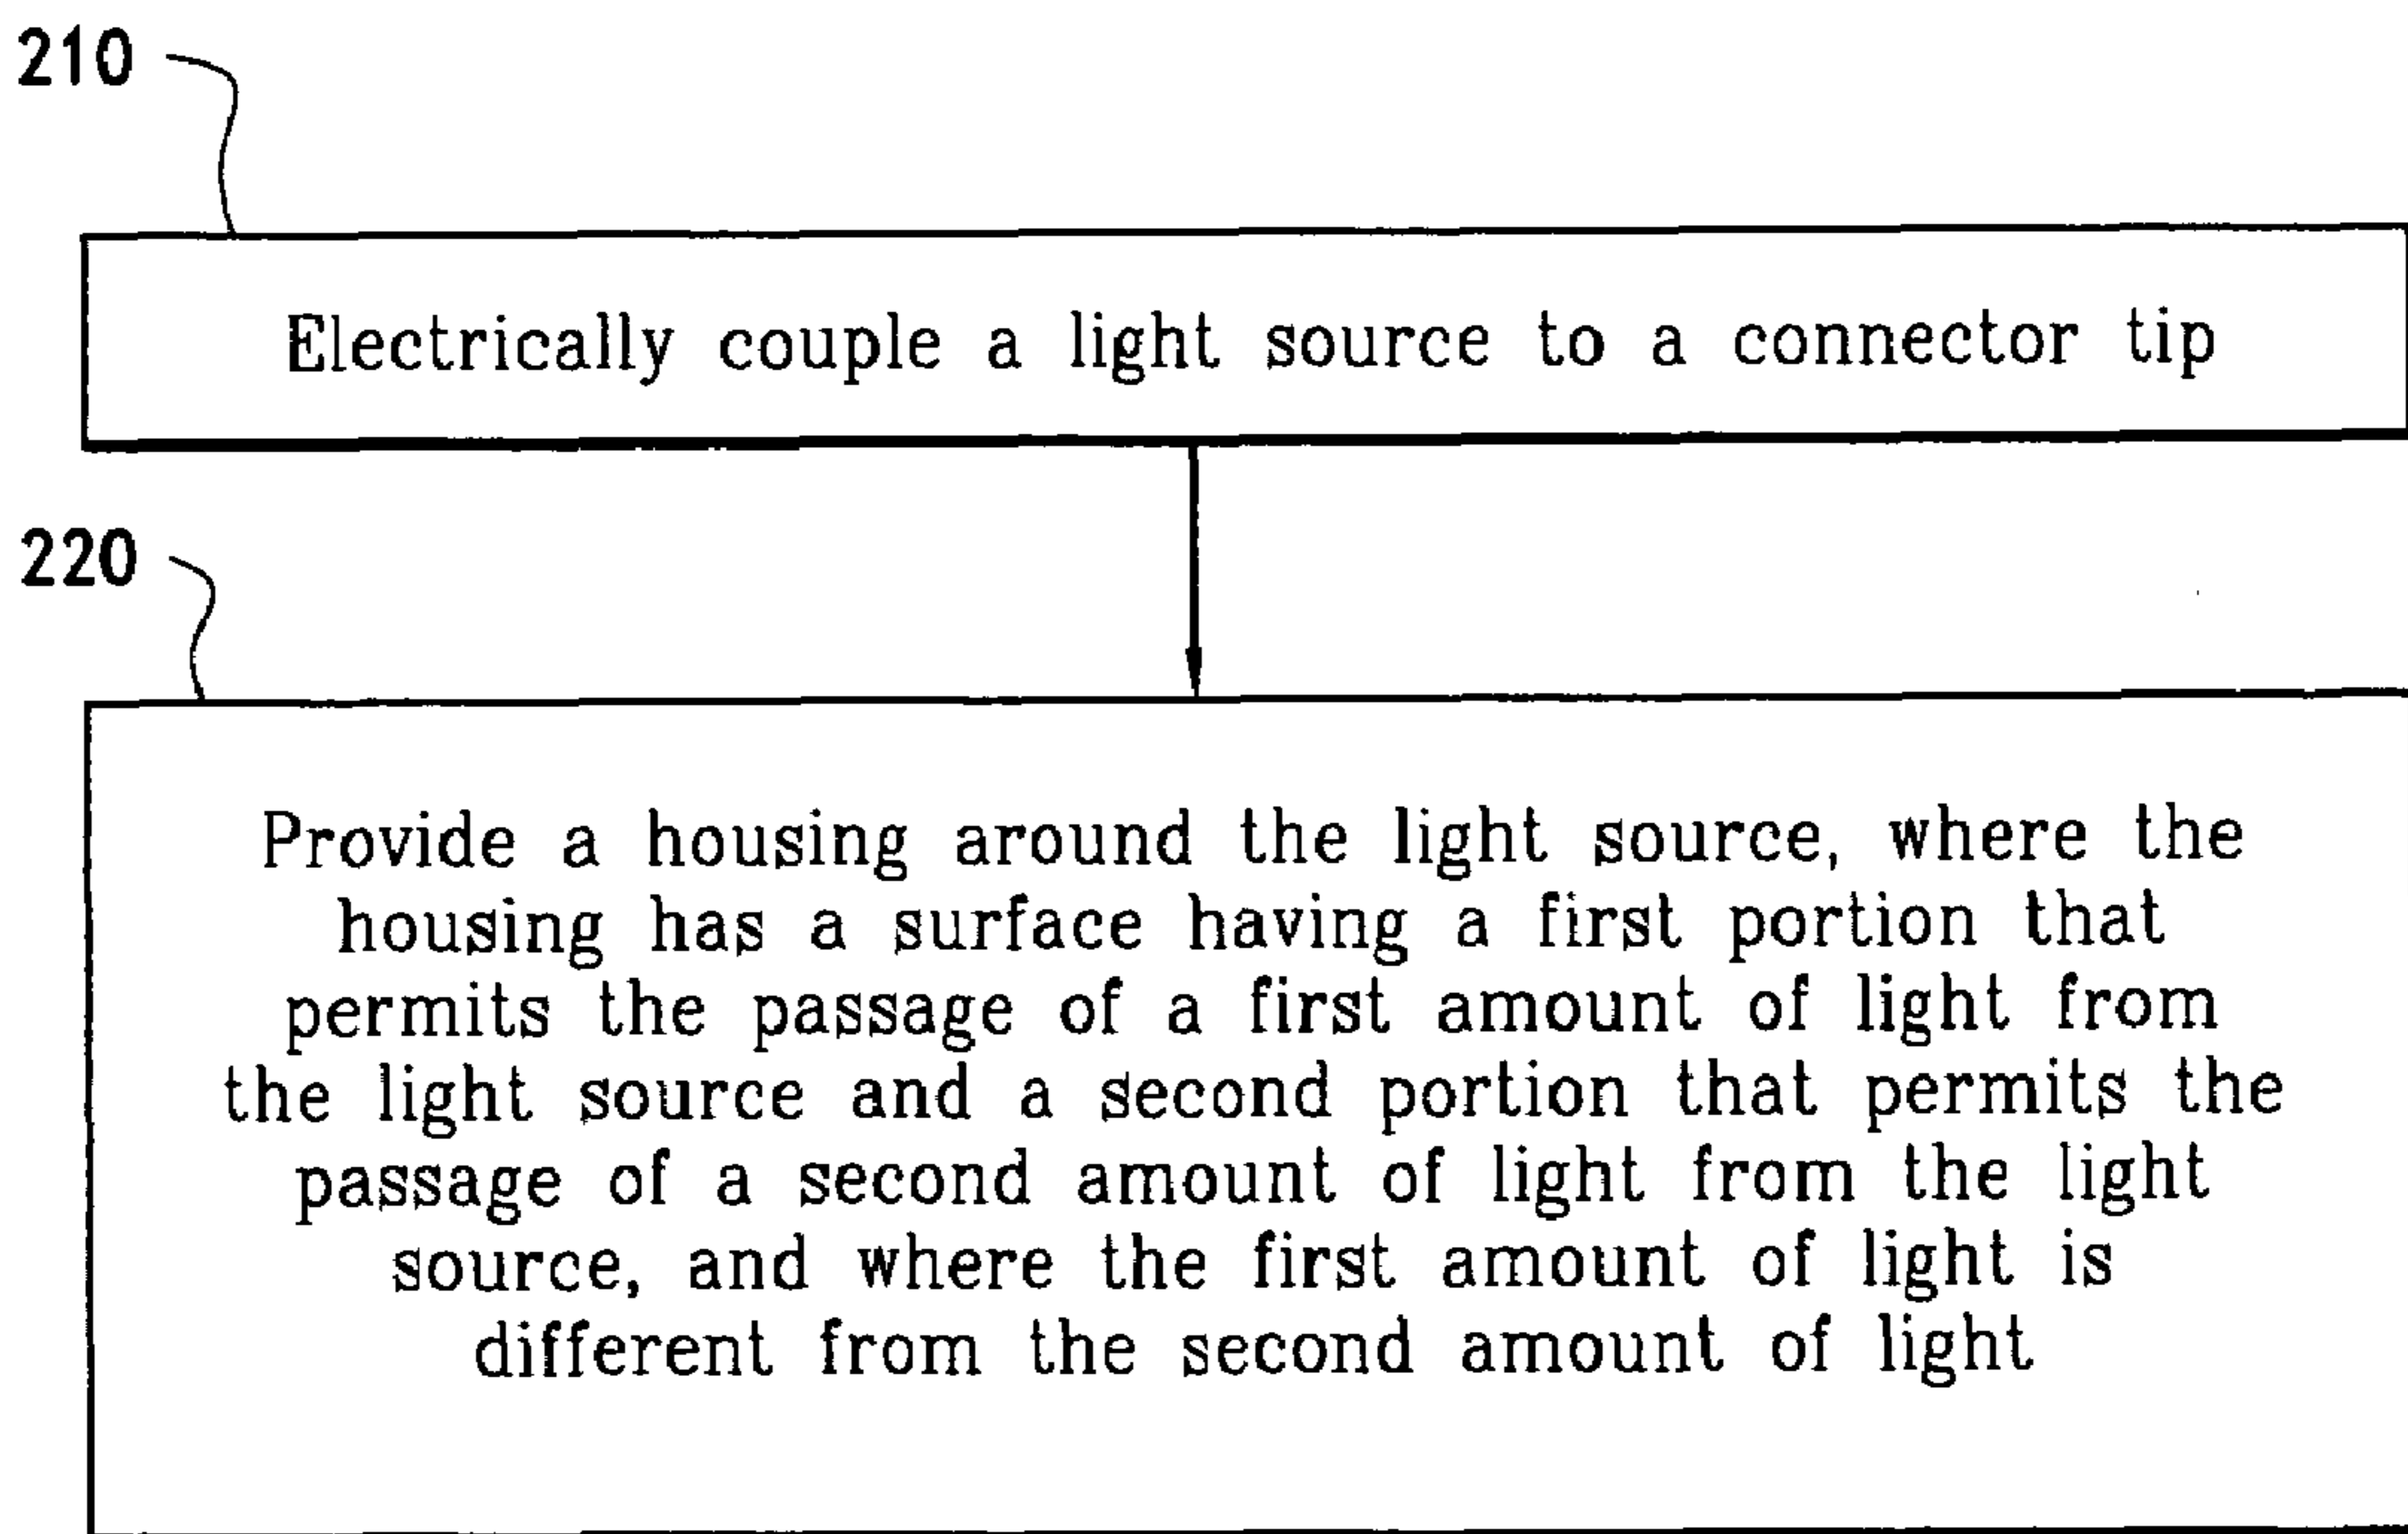 210
Electrically couple a light source to a connector tip
220
Provide a housing around the light source, where the
housing has a surface having a first portion that
permits the passage of a first amount of light from
the light source and a second portion that permits the
passage of a second amount of light from the light
source, and where the first amount of light is
different from the second amount of light